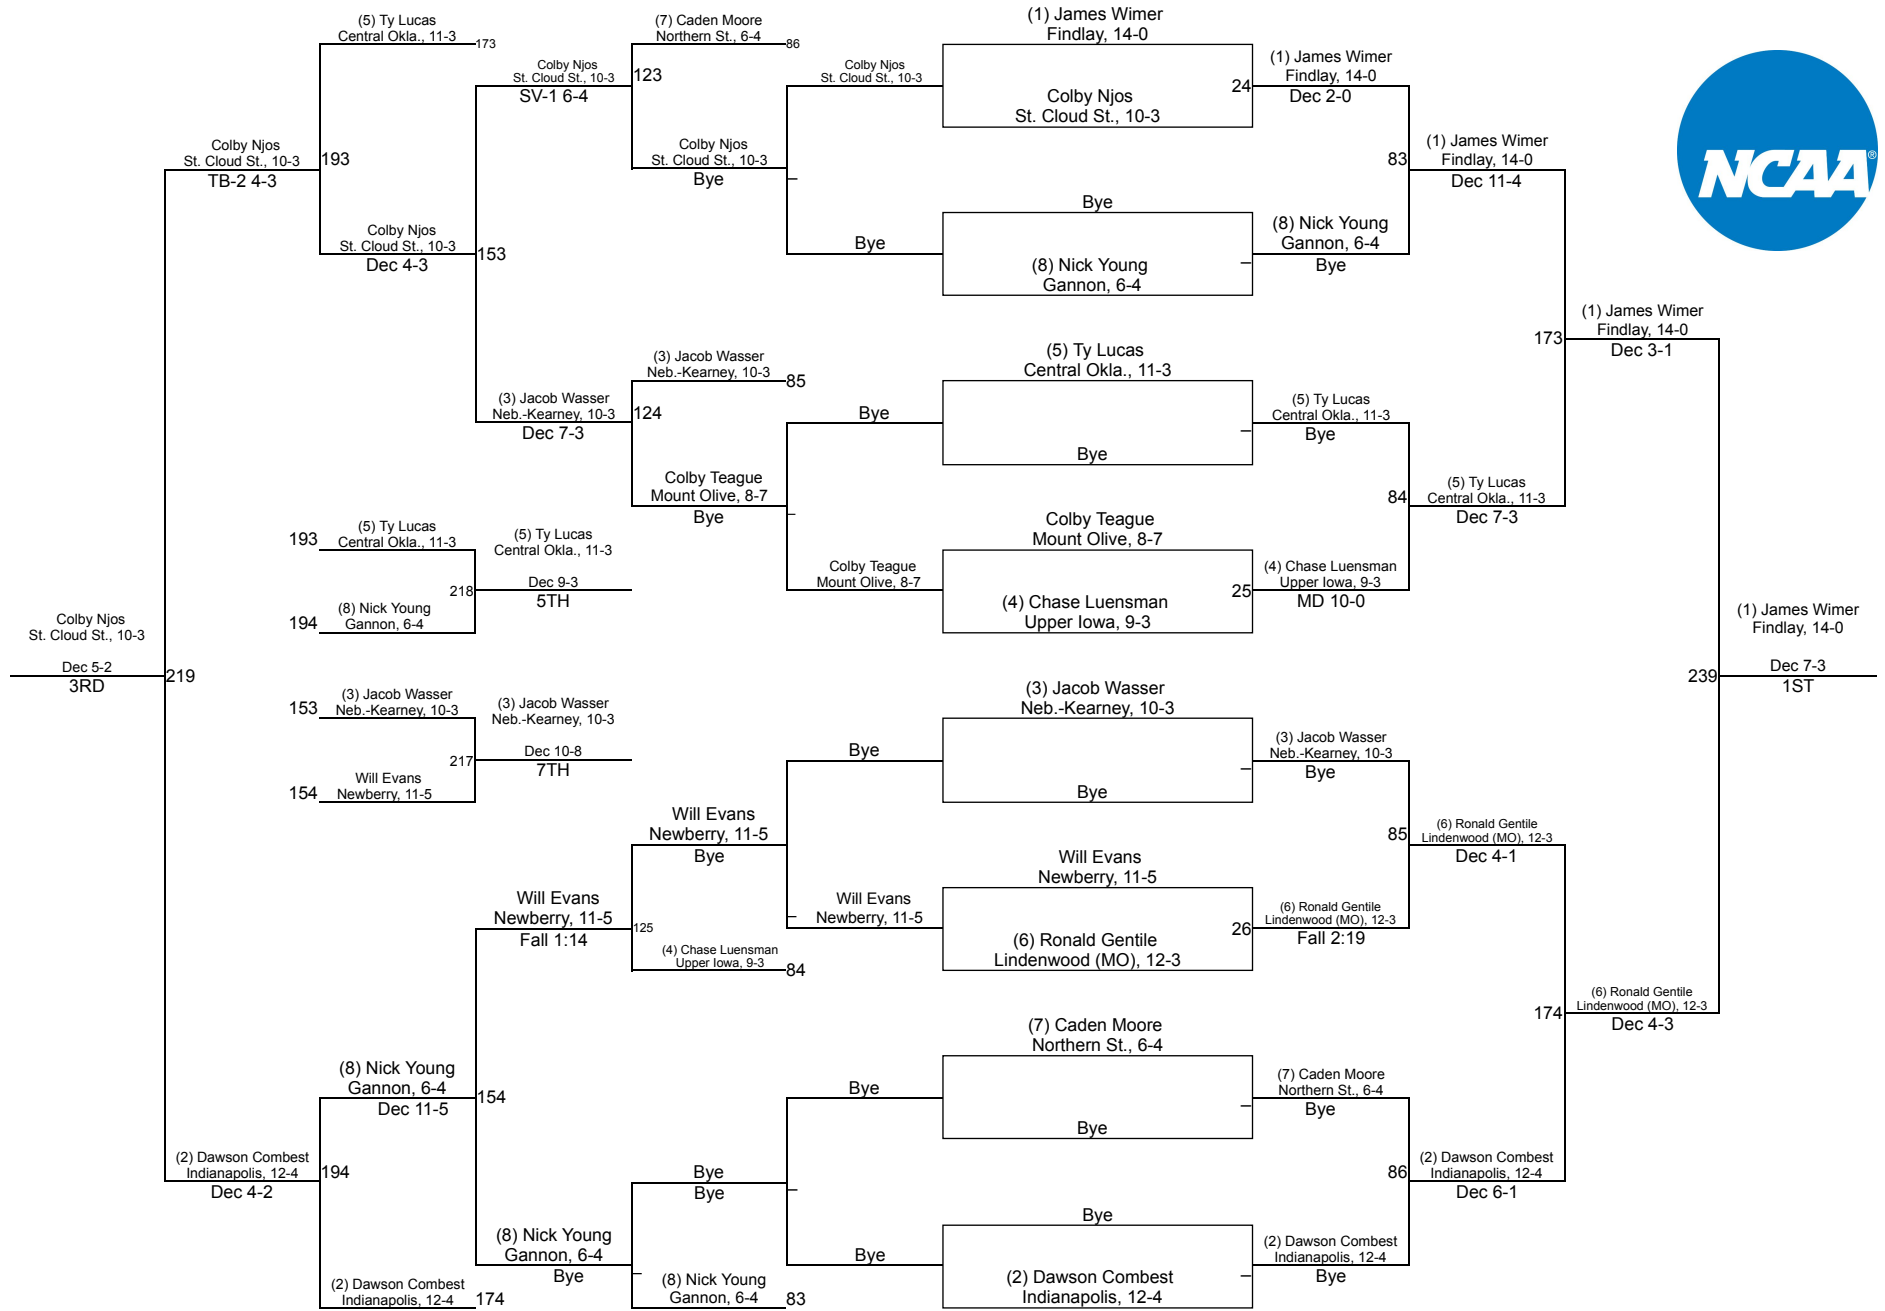 (5) Ty Lucas
Central Okla., 11-3
173
(7) Caden Moore
Northern St., 6-4
86
(1) James Wimer
Findlay, 14-0
Colby Njos
St. Cloud St., 10-3
SV-1 6-4
123
Colby Njos
St. Cloud St., 10-3
Colby Njos
St. Cloud St., 10-3
24
(1) James Wimer
Findlay, 14-0
Dec 2-0
NCAA®
Colby Njos
St. Cloud St., 10-3
TB-2 4-3
193
Colby Njos
St. Cloud St., 10-3
Bye
83
(1) James Wimer
Findlay, 14-0
Dec 11-4
Colby Njos
St. Cloud St., 10-3
Dec 4-3
153
Bye
Bye
(8) Nick Young
Gannon, 6-4
(8) Nick Young
Gannon, 6-4
Bye
173
(1) James Wimer
Findlay, 14-0
Dec 3-1
(3) Jacob Wasser
Neb.-Kearney, 10-3
85
(5) Ty Lucas
Central Okla., 11-3
(3) Jacob Wasser
Neb.-Kearney, 10-3
Dec 7-3
124
Bye
Bye
(5) Ty Lucas
Central Okla., 11-3
Bye
Colby Teague
Mount Olive, 8-7
Bye
84
(5) Ty Lucas
Central Okla., 11-3
Dec 7-3
193
(5) Ty Lucas
Central Okla., 11-3
(5) Ty Lucas
Central Okla., 11-3
Colby Teague
Mount Olive, 8-7
218
Dec 9-3
5TH
Colby Teague
Mount Olive, 8-7
(4) Chase Luensman
Upper Iowa, 9-3
25
(4) Chase Luensman
Upper Iowa, 9-3
MD 10-0
194
(8) Nick Young
Gannon, 6-4
Colby Njos
St. Cloud St., 10-3
Dec 5-2
3RD
219
(1) James Wimer
Findlay, 14-0
239
Dec 7-3
1ST
153
(3) Jacob Wasser
Neb.-Kearney, 10-3
(3) Jacob Wasser
Neb.-Kearney, 10-3
(3) Jacob Wasser
Neb.-Kearney, 10-3
217
Dec 10-8
7TH
Bye
Bye
(3) Jacob Wasser
Neb.-Kearney, 10-3
Bye
154
Will Evans
Newberry, 11-5
Will Evans
Newberry, 11-5
Bye
85
(6) Ronald Gentile
Lindenwood (MO), 12-3
Dec 4-1
Will Evans
Newberry, 11-5
Will Evans
Newberry, 11-5
Fall 1:14
125
Will Evans
Newberry, 11-5
(6) Ronald Gentile
Lindenwood (MO), 12-3
26
(6) Ronald Gentile
Lindenwood (MO), 12-3
Fall 2:19
(4) Chase Luensman
Upper Iowa, 9-3
84
174
(6) Ronald Gentile
Lindenwood (MO), 12-3
Dec 4-3
(7) Caden Moore
Northern St., 6-4
(8) Nick Young
Gannon, 6-4
Dec 11-5
154
Bye
Bye
(7) Caden Moore
Northern St., 6-4
Bye
(2) Dawson Combest
Indianapolis, 12-4
Dec 4-2
194
Bye
Bye
86
(2) Dawson Combest
Indianapolis, 12-4
Dec 6-1
Bye
(8) Nick Young
Gannon, 6-4
Bye
Bye
(2) Dawson Combest
Indianapolis, 12-4
(2) Dawson Combest
Indianapolis, 12-4
Bye
(2) Dawson Combest
Indianapolis, 12-4
174
(8) Nick Young
Gannon, 6-4
83